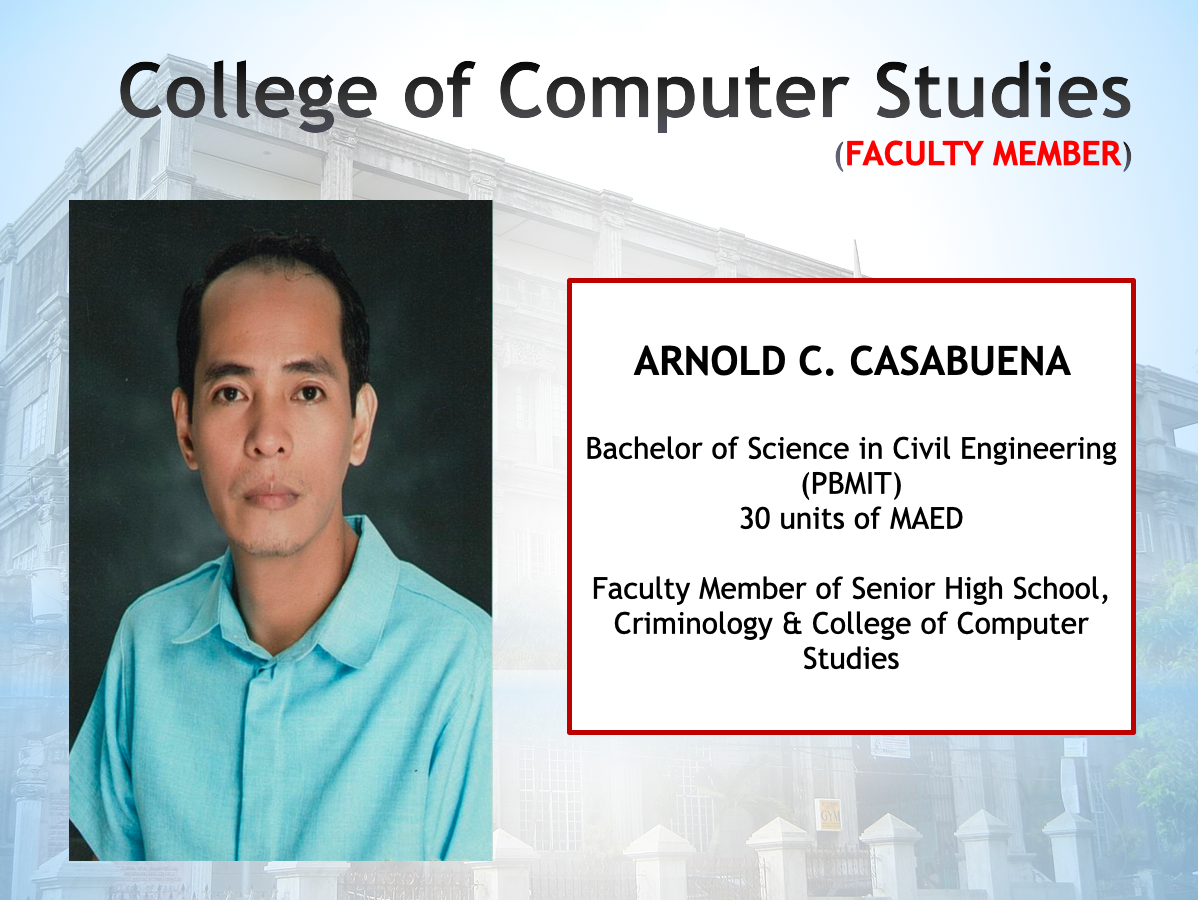 College of Computer Studies
(FACULTY MEMBER)
ARNOLD C. CASABUENA
Bachelor of Science in Civil Engineering
(PBMIT)
30 units of MAED
Faculty Member of Senior High School,
Criminology & College of Computer
Studies
GYM